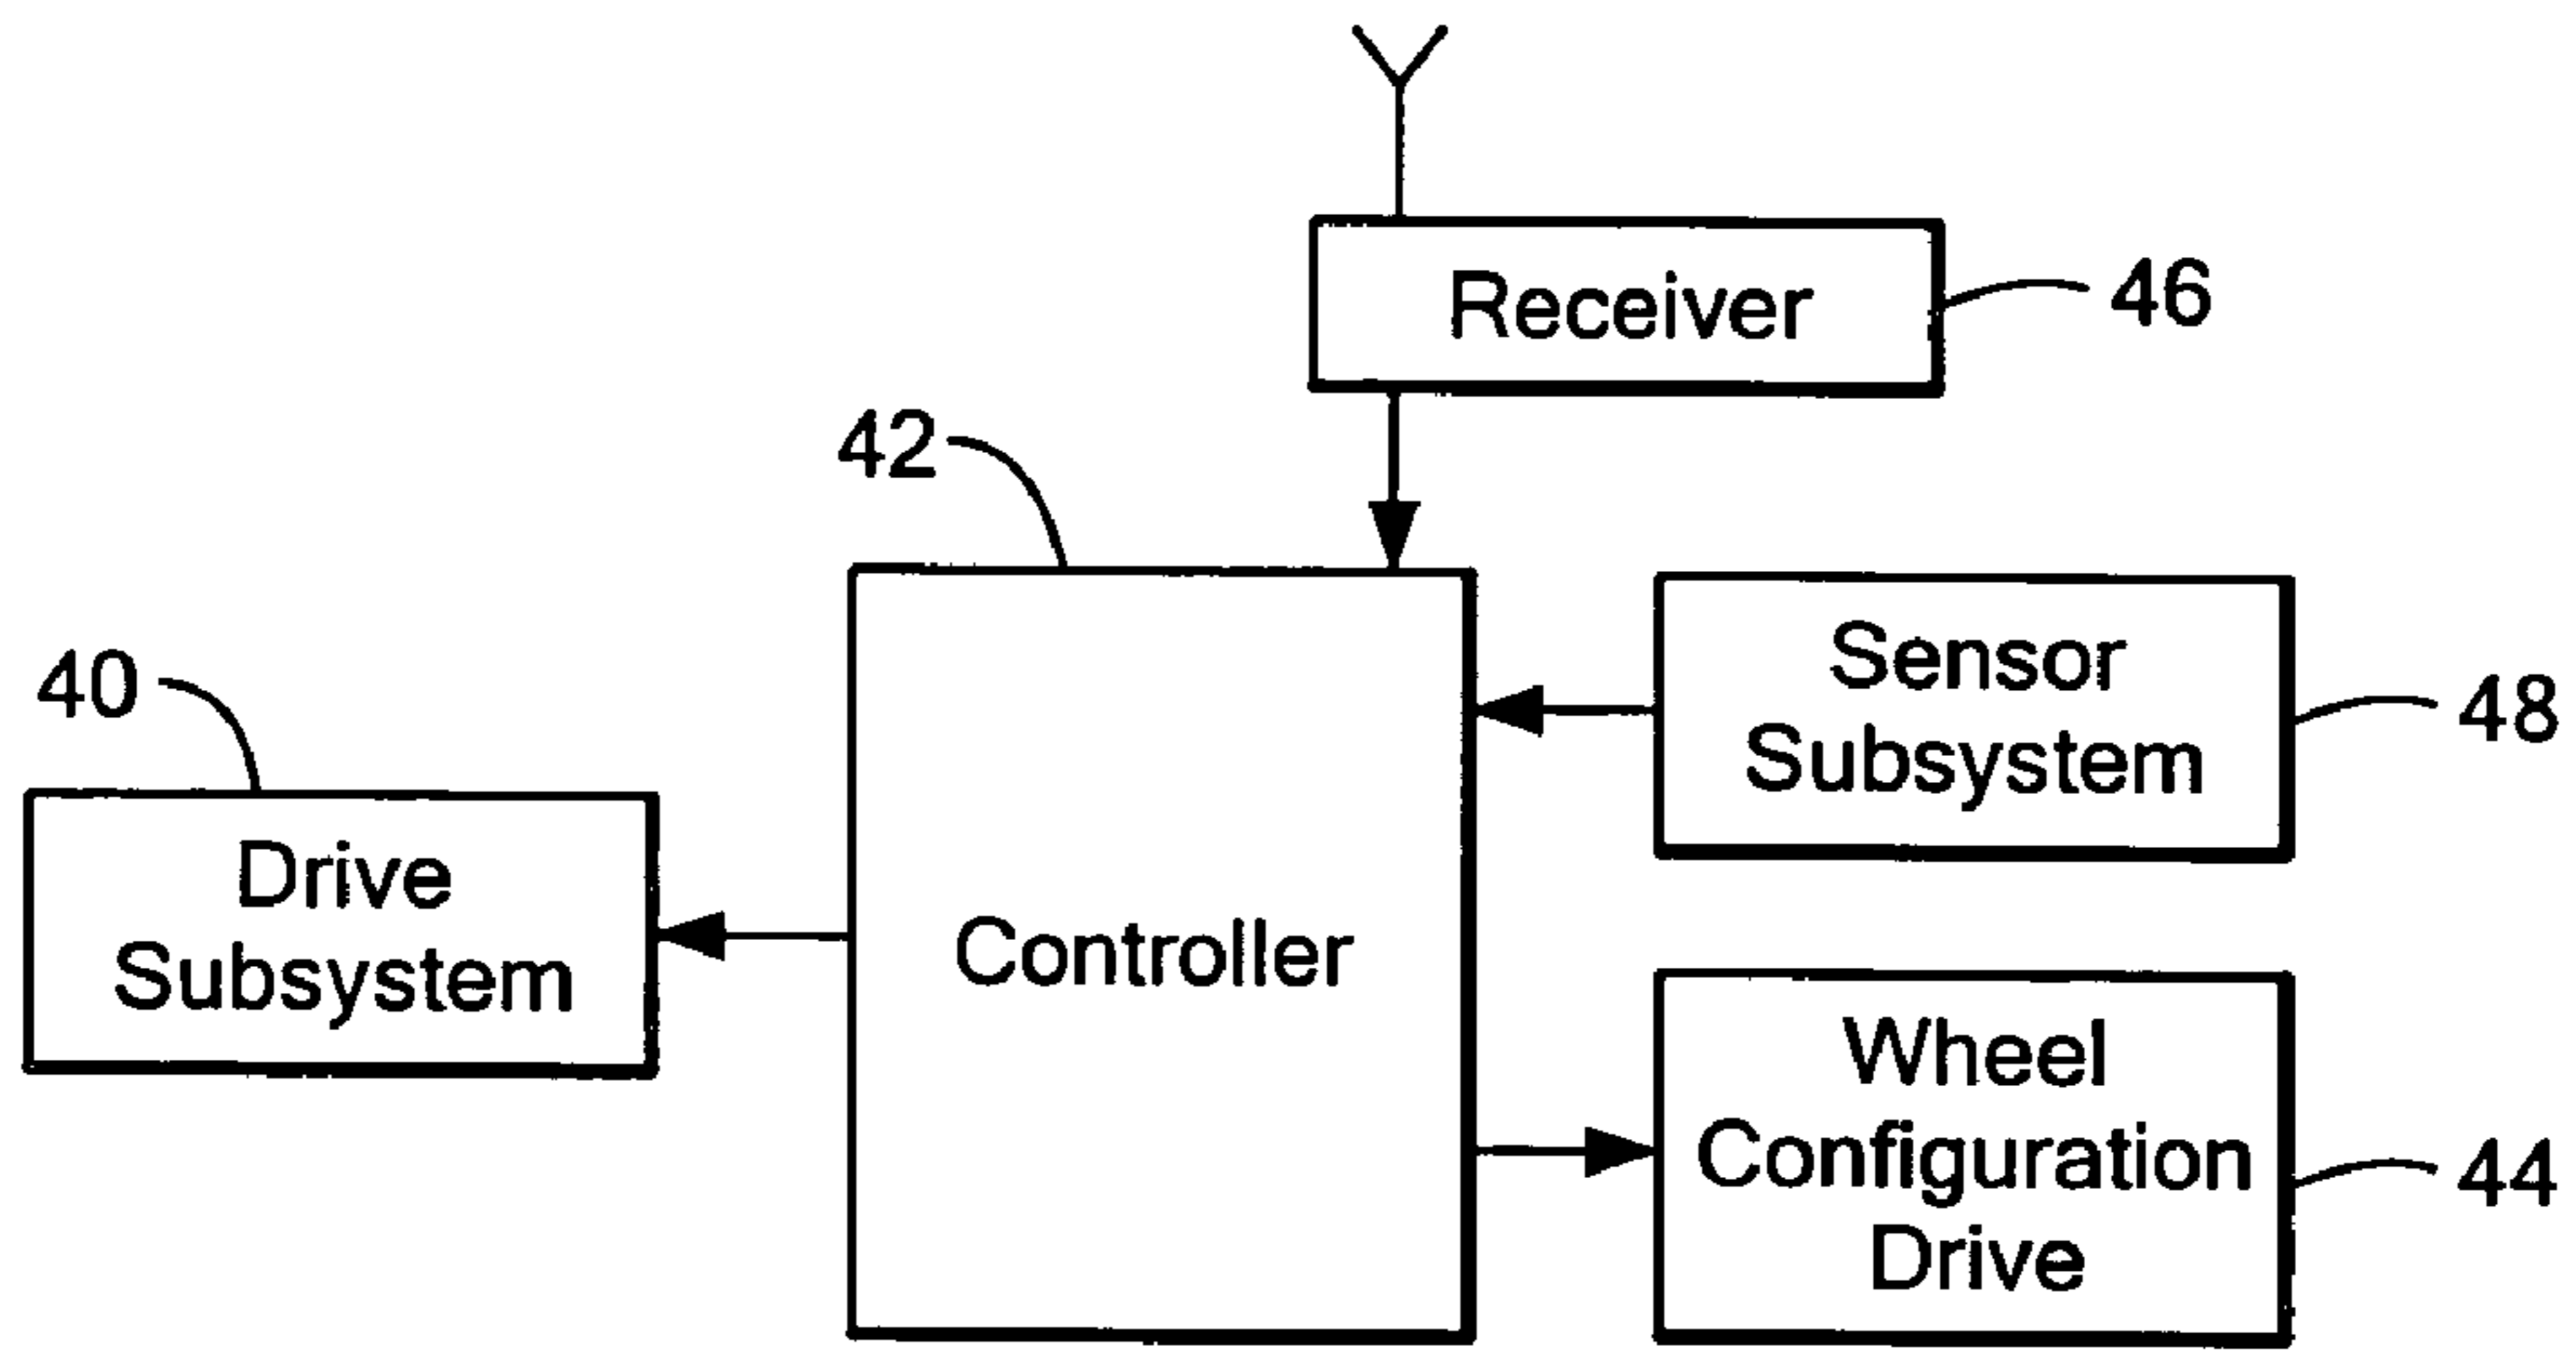 Receiver
46
42
Sensor
Subsystem
48
40
Drive
Subsystem
Controller
Wheel
Configuration
Drive
44